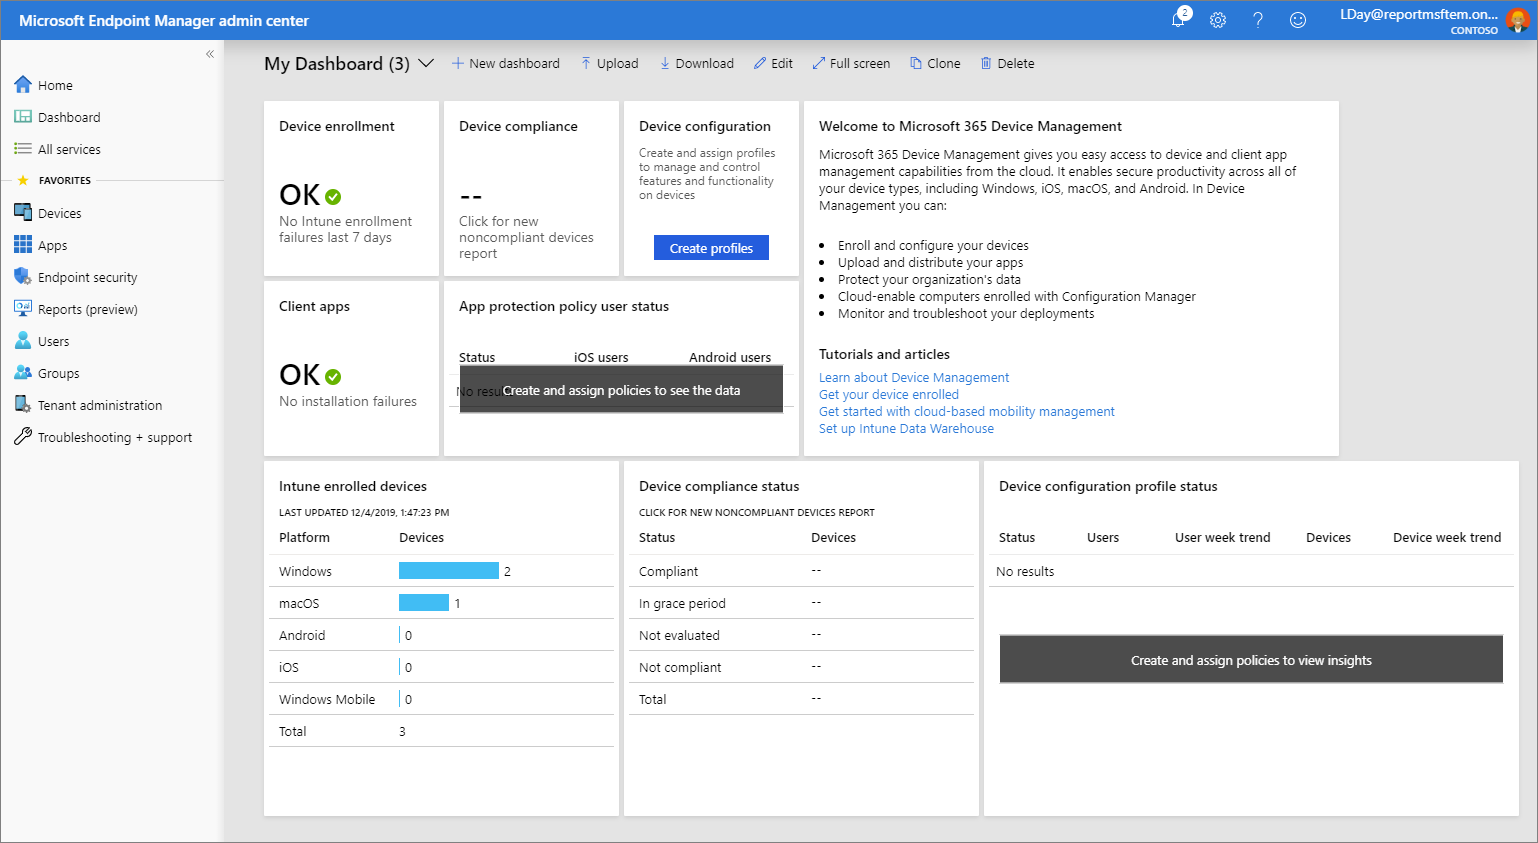 Microsoft Endpoint Manager admin center
2
LDay@reportmsftem.on...
CONTOSO
«
Home
Dashboard
All services
FAVORITES
Devices
Apps
Endpoint security
Reports (preview)
Users
Groups
Tenant administration
Troubleshooting + support
My Dashboard (3)
New dashboard
Upload
Download
Edit
Full screen
Clone
Delete
Device enrollment
OK
No Intune enrollment
failures last 7 days
Device compliance
--
Click for new
noncompliant devices
report
Device configuration
Create and assign profiles
to manage and control
features and functionality
on devices
Create profiles
Welcome to Microsoft 365 Device Management
Microsoft 365 Device Management gives you easy access to device and client app
management capabilities from the cloud. It enables secure productivity across all of
your device types, including Windows, iOS, macOS, and Android. In Device
Management you can:
• Enroll and configure your devices
• Upload and distribute your apps
• Protect your organization's data
• Cloud-enable computers enrolled with Configuration Manager
• Monitor and troubleshoot your deployments
Tutorials and articles
Learn about Device Management
Get your device enrolled
Get started with cloud-based mobility management
Set up Intune Data Warehouse
Client apps
OK
No installation failures
App protection policy user status
Status iOS users Android users
No
Create and assign policies to see the data
Intune enrolled devices
LAST UPDATED 12/4/2019, 1:47:23 PM
Platform Devices
Windows 2
macOS 1
Android 0
iOS 0
Windows Mobile 0
Total 3
Device compliance status
CLICK FOR NEW NONCOMPLIANT DEVICES REPORT
Status Devices
Compliant --
In grace period --
Not evaluated --
Not compliant --
Total --
Device configuration profile status
Status Users User week trend Devices Device week trend
No results
Create and assign policies to view insights